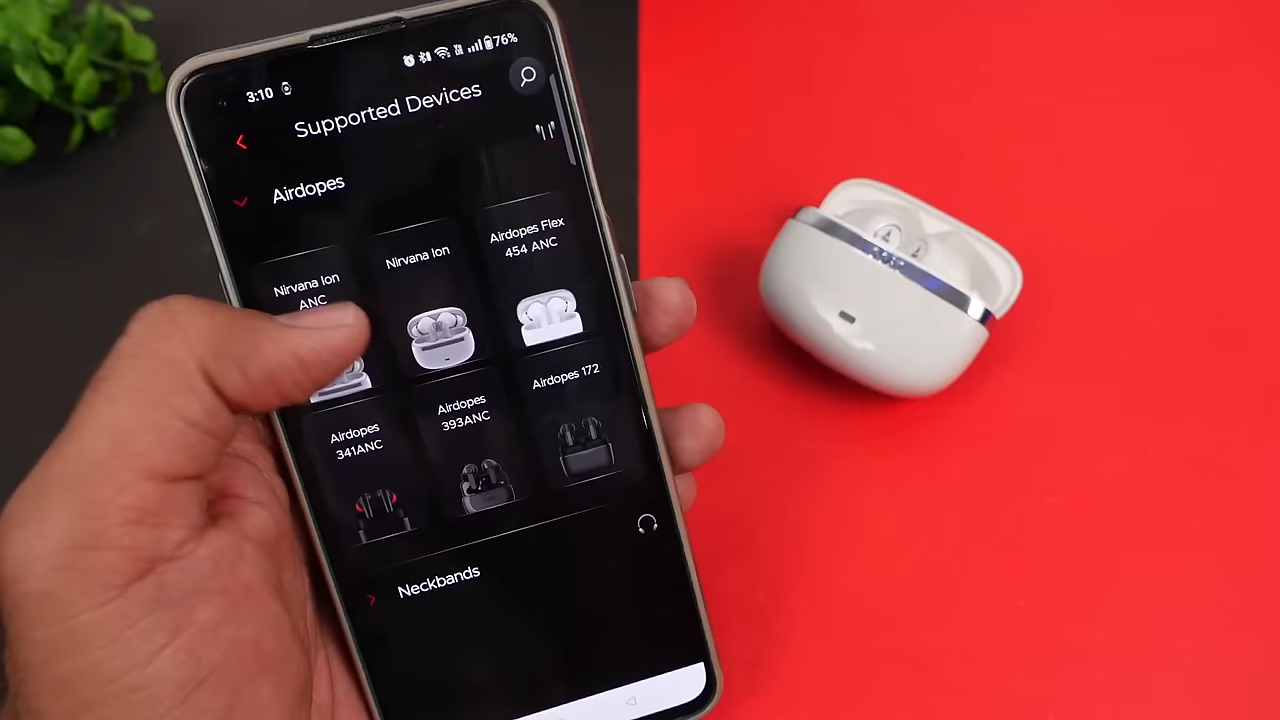 3:10
76%
Supported Devices
Airdopes
Nirvana Ion
ANC
Nirvana Ion
Airdopes Flex
454 ANC
Airdopes
341ANC
Airdopes
393ANC
Airdopes 172
Neckbands